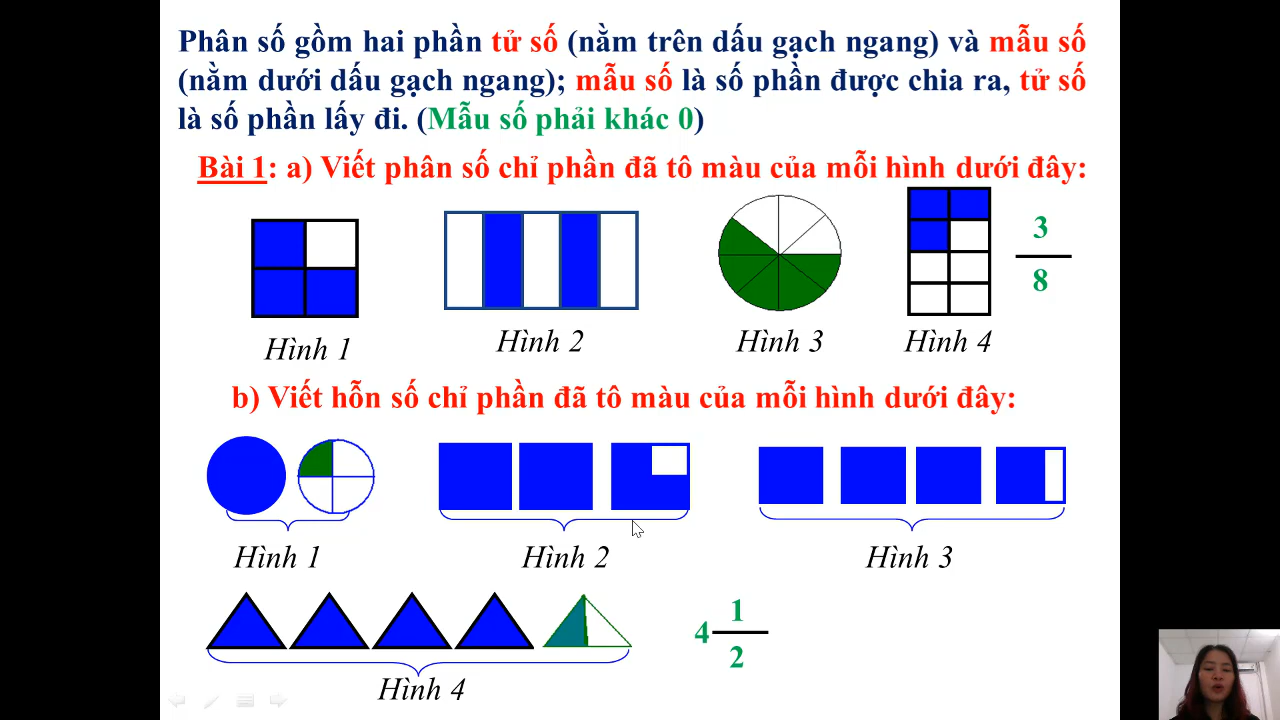 Phân số gồm hai phần tử số (nằm trên dấu gạch ngang) và mẫu số
(nằm dưới dấu gạch ngang); mẫu số là số phần được chia ra, tử số
là số phần lấy đi. (Mẫu số phải khác 0)
Bài 1: a) Viết phân số chỉ phần đã tô màu của mỗi hình dưới đây:
3
8
Hình 1
Hình 2
Hình 3
Hình 4
b) Viết hỗn số chỉ phần đã tô màu của mỗi hình dưới đây:
Hình 1
Hình 2
Hình 3
4 1
2
Hình 4